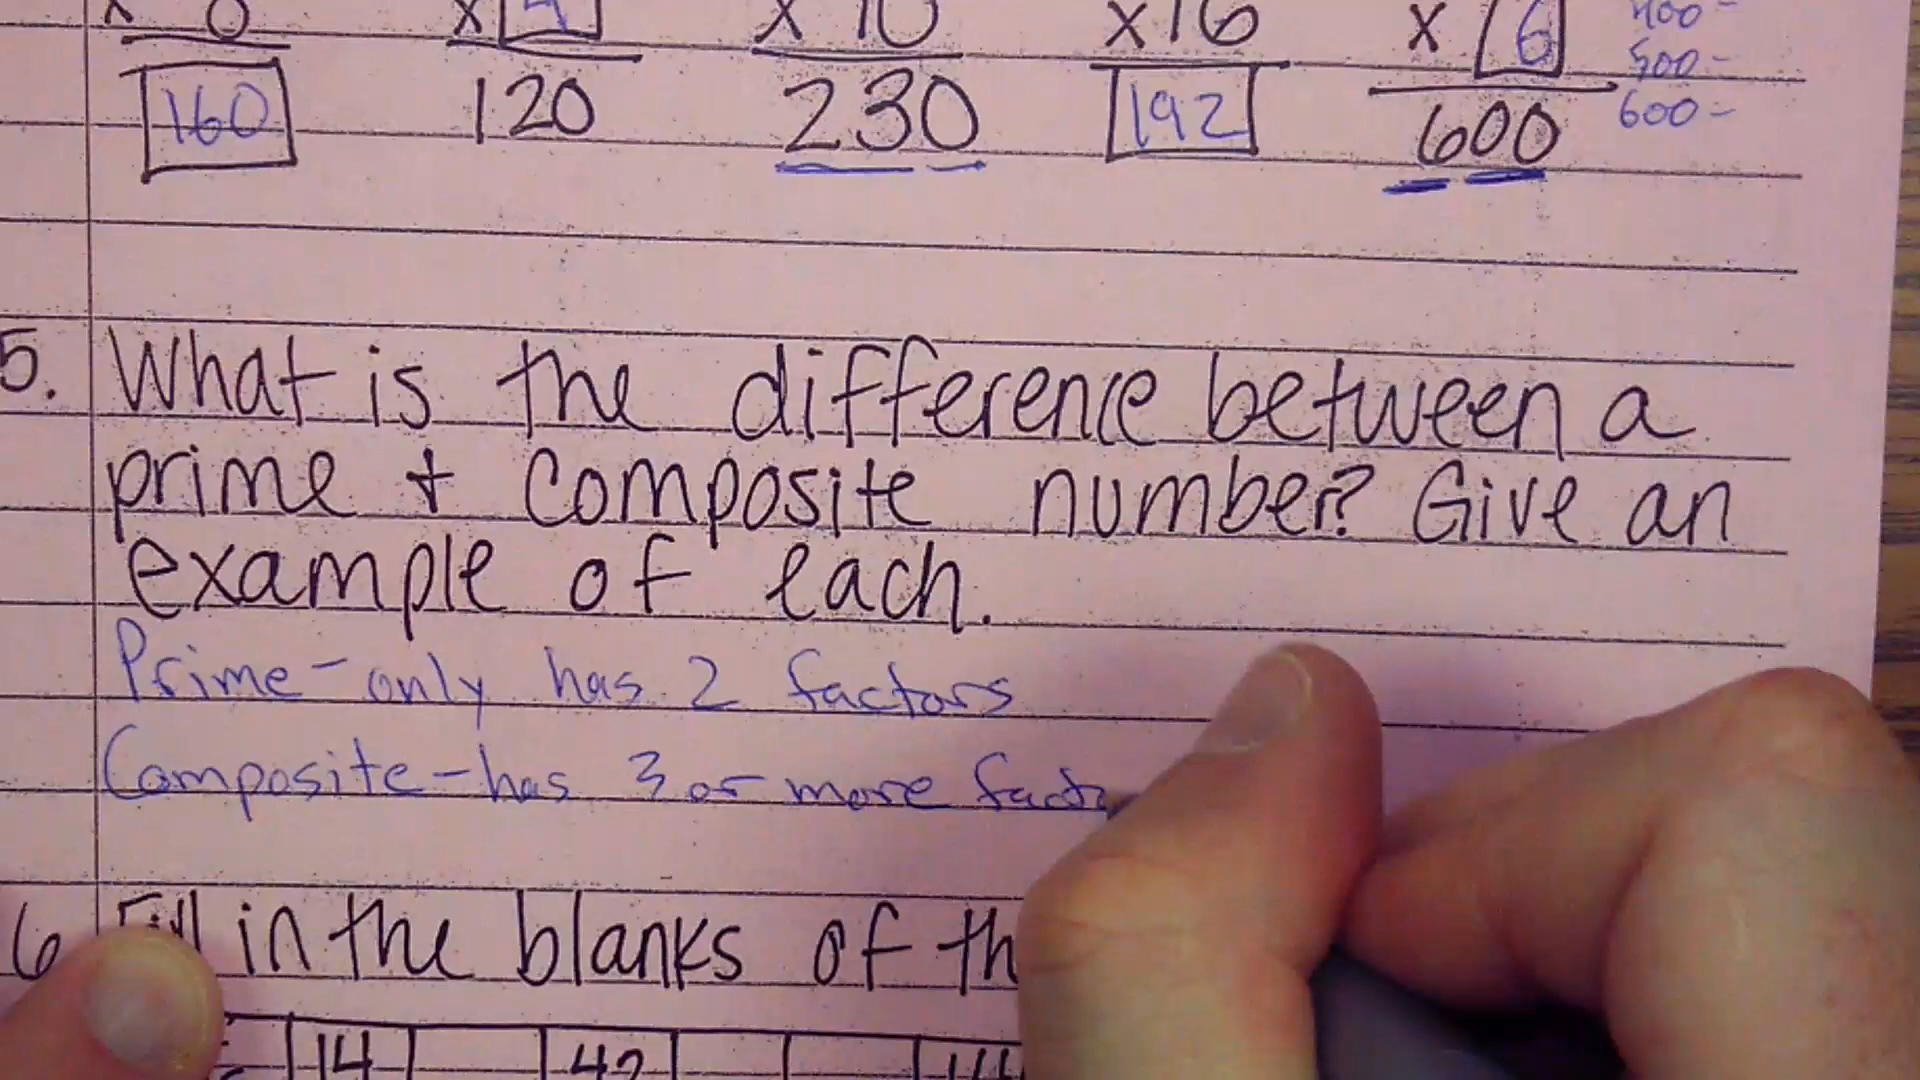 x 10
x 16
x 6
400-
500-
160
120
230
192
600
600-
5. What is the difference between a
prime + composite number? Give an
example of each.
Prime - only has 2 factors
Composite - has 3 or more fact
6 Fill in the blanks of th
14 42